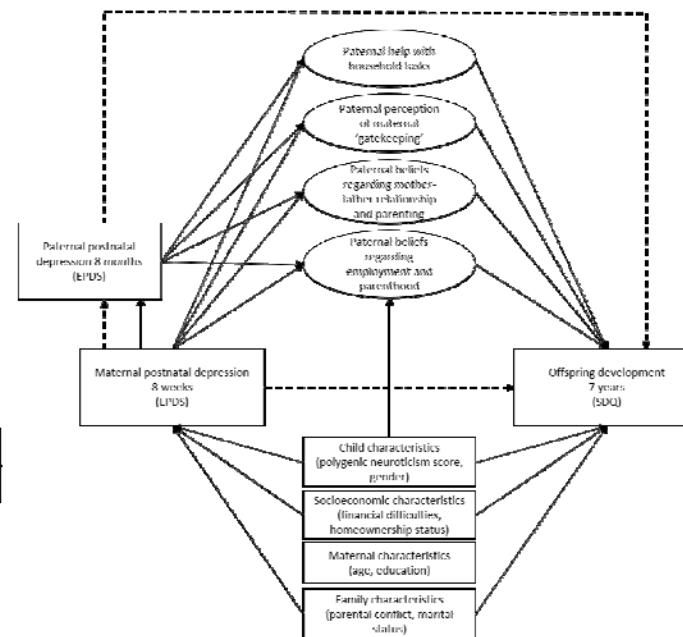 Paternal help with
household tasks
Paternal perception
of maternal
'gatekeeping'
Paternal beliefs
regarding mother-
father relationship
and parenting
Paternal beliefs
regarding
employment and
parenthood
Paternal postnatal
depression 8 months
(EPDS)
Maternal postnatal depression
8 weeks
(EPDS)
Offspring development
7 years
(SDQ)
Child characteristics
(polygenic neuroticism score,
gender)
Socioeconomic characteristics
(financial difficulties,
homeownership status)
Maternal characteristics
(age, education)
Family characteristics
(parental conflict, marital
status)